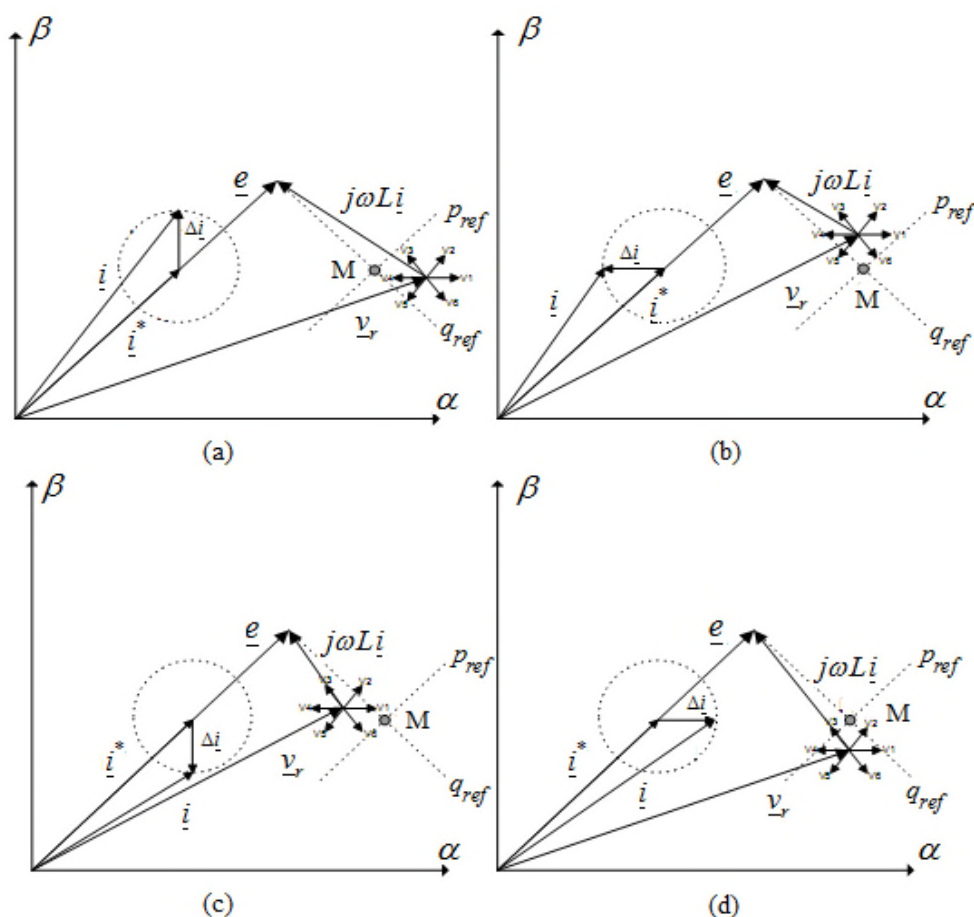 β
e
jωLi
p_ref
Δi
i
i*
M
v3
v2
v4
v1
v5
v6
v_r
q_ref
α
(a)
β
e
jωLi
p_ref
Δi
i
i*
M
v3
v2
v4
v1
v5
v6
v_r
q_ref
α
(b)
β
e
jωLi
p_ref
Δi
i*
i
M
v3
v2
v4
v1
v5
v6
v_r
q_ref
α
(c)
β
e
jωLi
p_ref
Δi
i*
i
M
v3
v2
v4
v1
v5
v6
v_r
q_ref
α
(d)